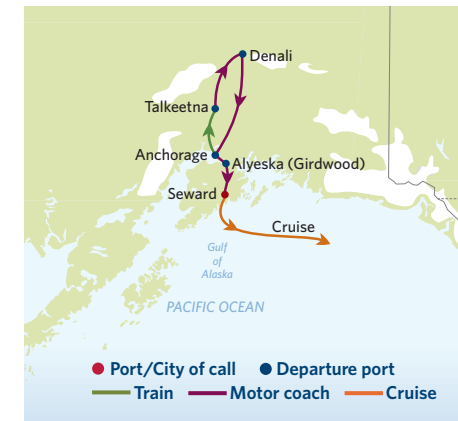 Denali
Talkeetna
Anchorage
Alyeska (Girdwood)
Seward
Cruise
Gulf
of
Alaska
PACIFIC OCEAN
Port/City of call
Departure port
Train
Motor coach
Cruise